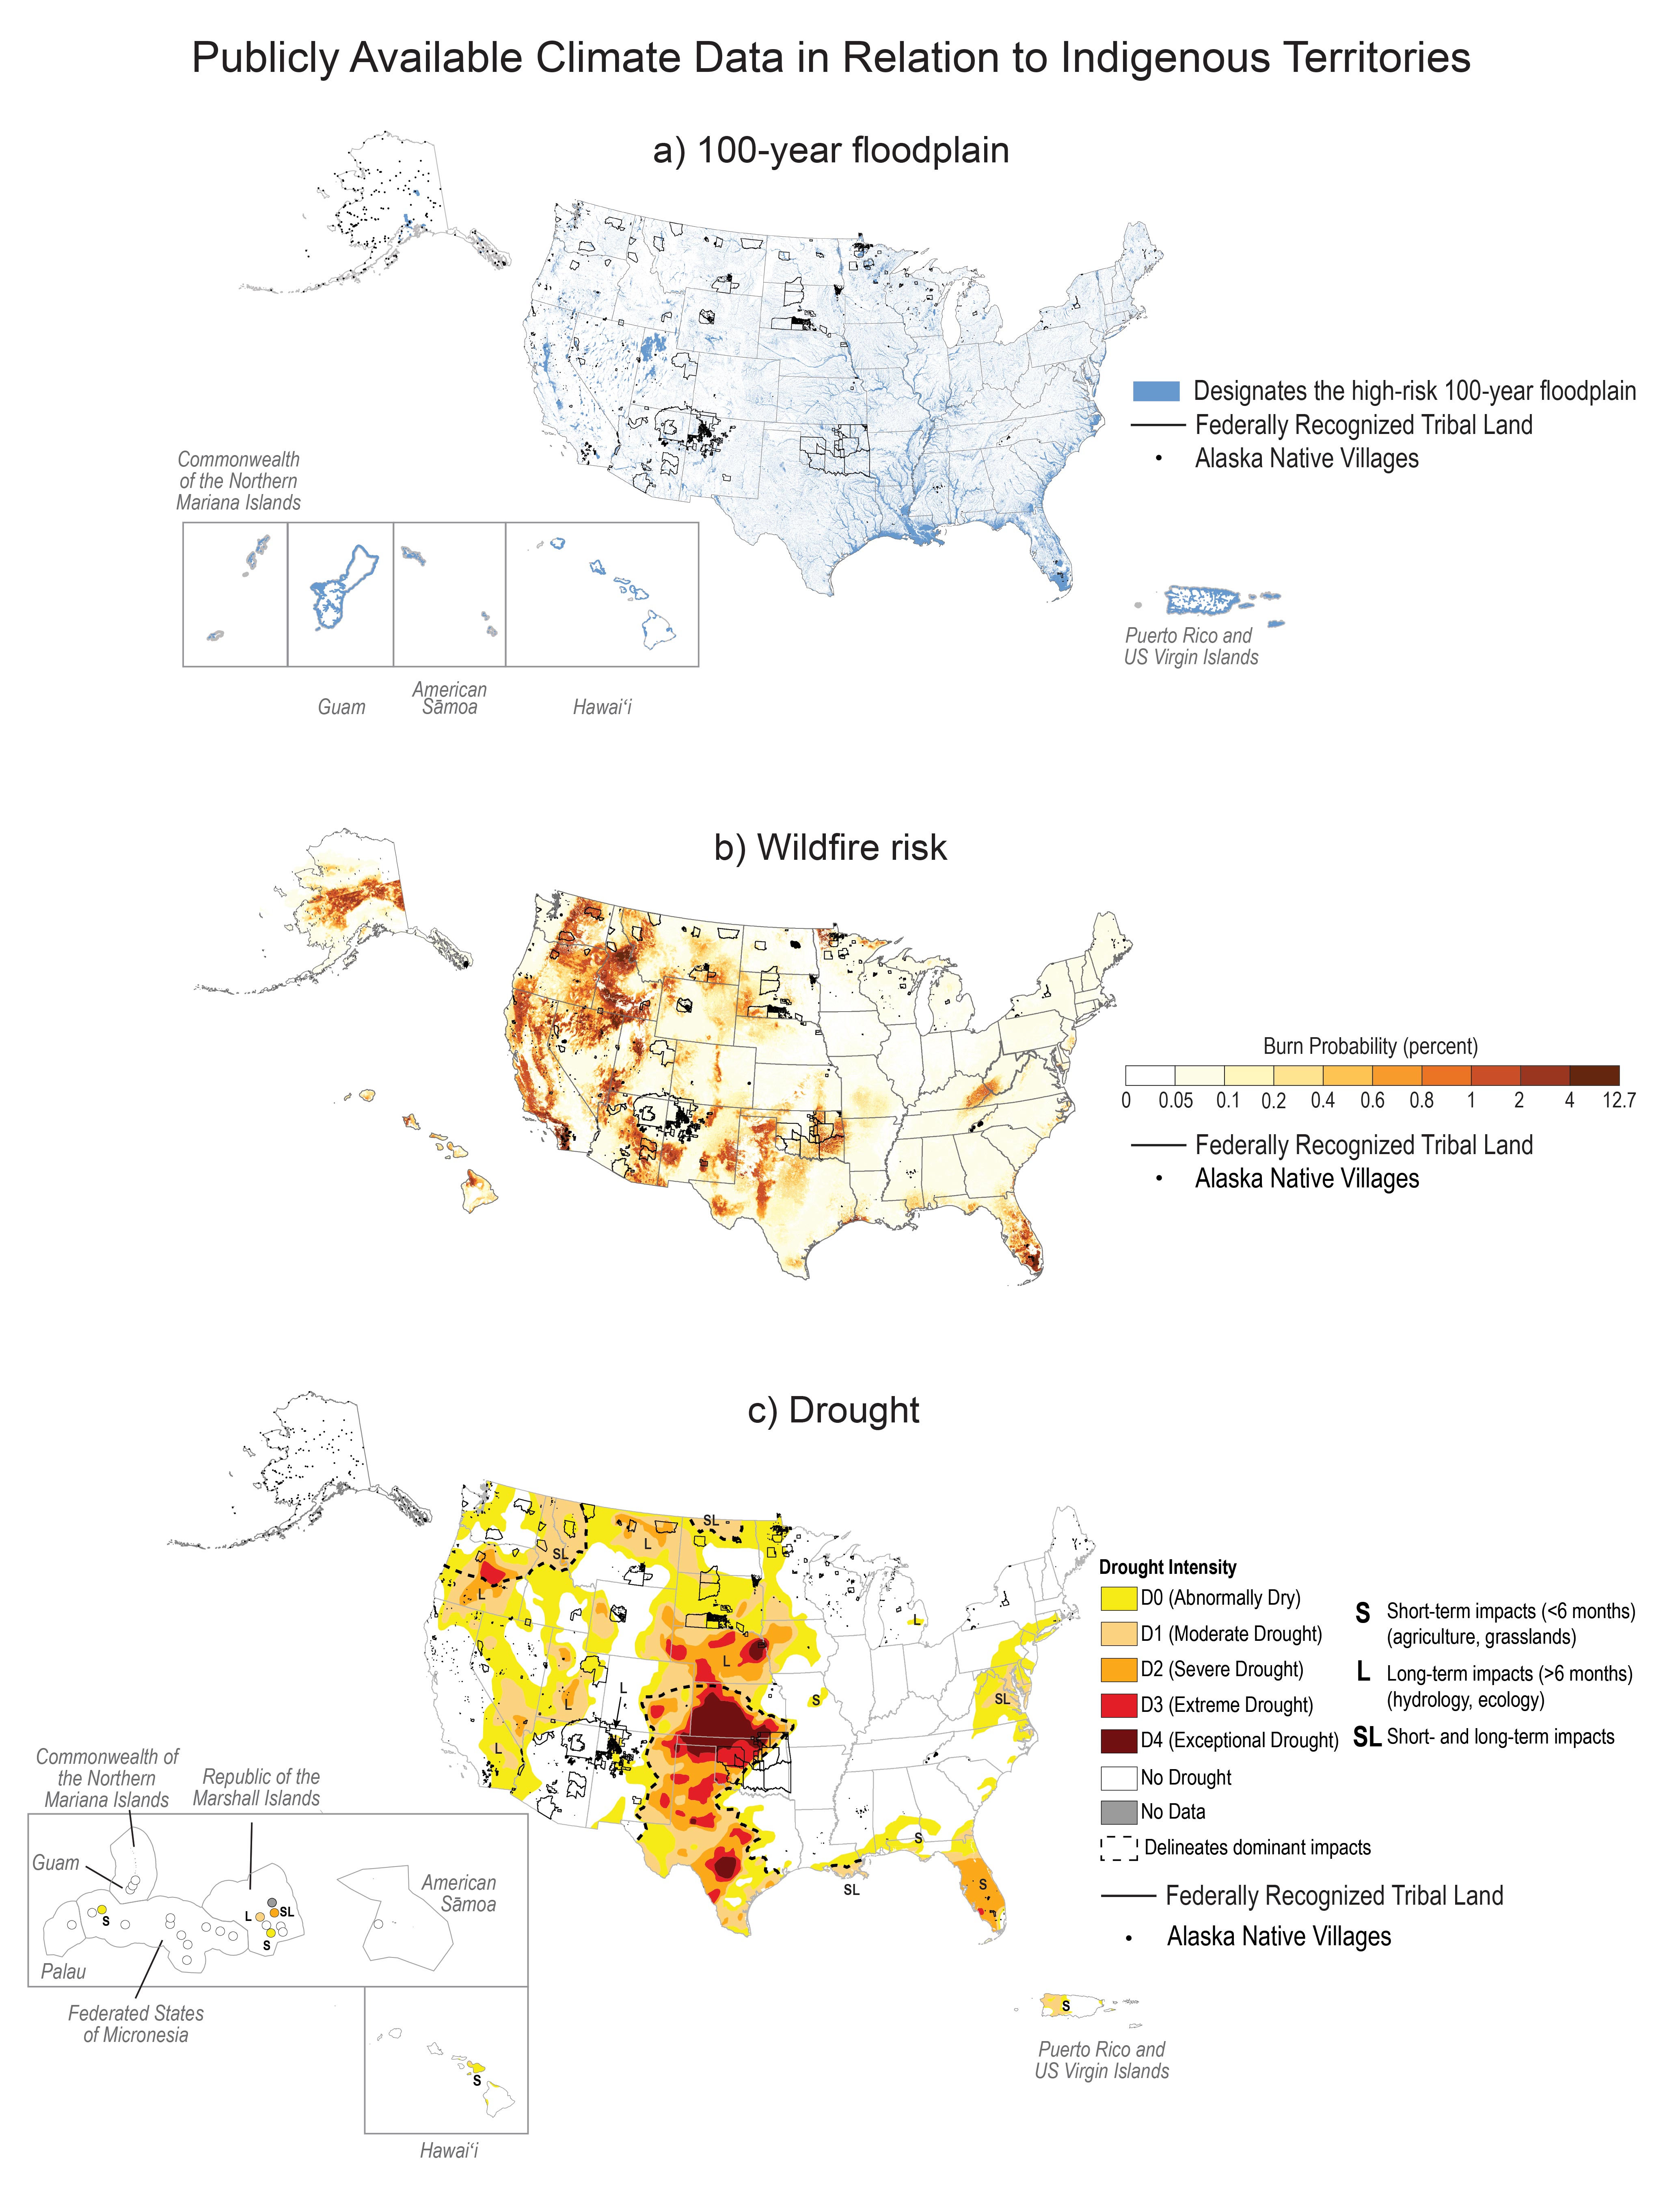 Publicly Available Climate Data in Relation to Indigenous Territories
a) 100-year floodplain
Designates the high-risk 100-year floodplain
Federally Recognized Tribal Land
Alaska Native Villages
Commonwealth
of the Northern
Mariana Islands
Guam
American
Sāmoa
Hawaiʻi
Puerto Rico and
US Virgin Islands
b) Wildfire risk
Burn Probability (percent)
0 0.05 0.1 0.2 0.4 0.6 0.8 1 2 4 12.7
Federally Recognized Tribal Land
Alaska Native Villages
c) Drought
SL
L
SL
L
L
L
L
L
L
S
SL
S
SL
S
Drought Intensity
D0 (Abnormally Dry)
D1 (Moderate Drought)
D2 (Severe Drought)
D3 (Extreme Drought)
D4 (Exceptional Drought)
No Drought
No Data
Delineates dominant impacts
Federally Recognized Tribal Land
Alaska Native Villages
S Short-term impacts (<6 months)
(agriculture, grasslands)
L Long-term impacts (>6 months)
(hydrology, ecology)
SL Short- and long-term impacts
Commonwealth of
the Northern
Mariana Islands
Republic of the
Marshall Islands
Guam
American
Sāmoa
S
L
SL
S
Palau
Federated States
of Micronesia
S
Hawaiʻi
S
Puerto Rico and
US Virgin Islands